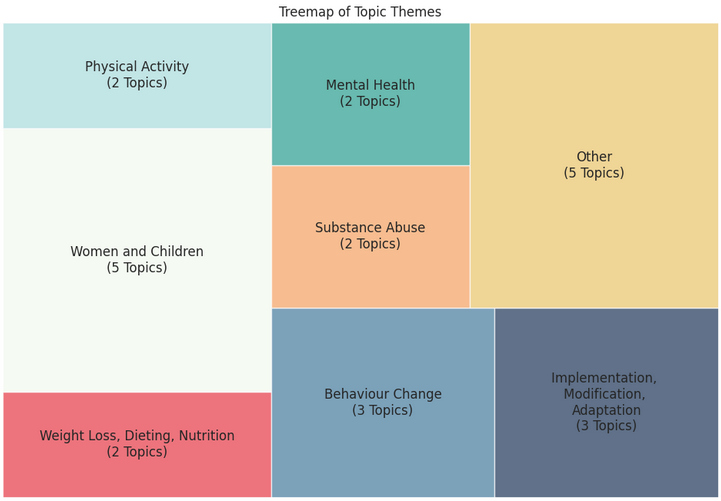 Treemap of Topic Themes
Physical Activity
(2 Topics)
Women and Children
(5 Topics)
Weight Loss, Dieting, Nutrition
(2 Topics)
Mental Health
(2 Topics)
Substance Abuse
(2 Topics)
Other
(5 Topics)
Behaviour Change
(3 Topics)
Implementation,
Modification,
Adaptation
(3 Topics)